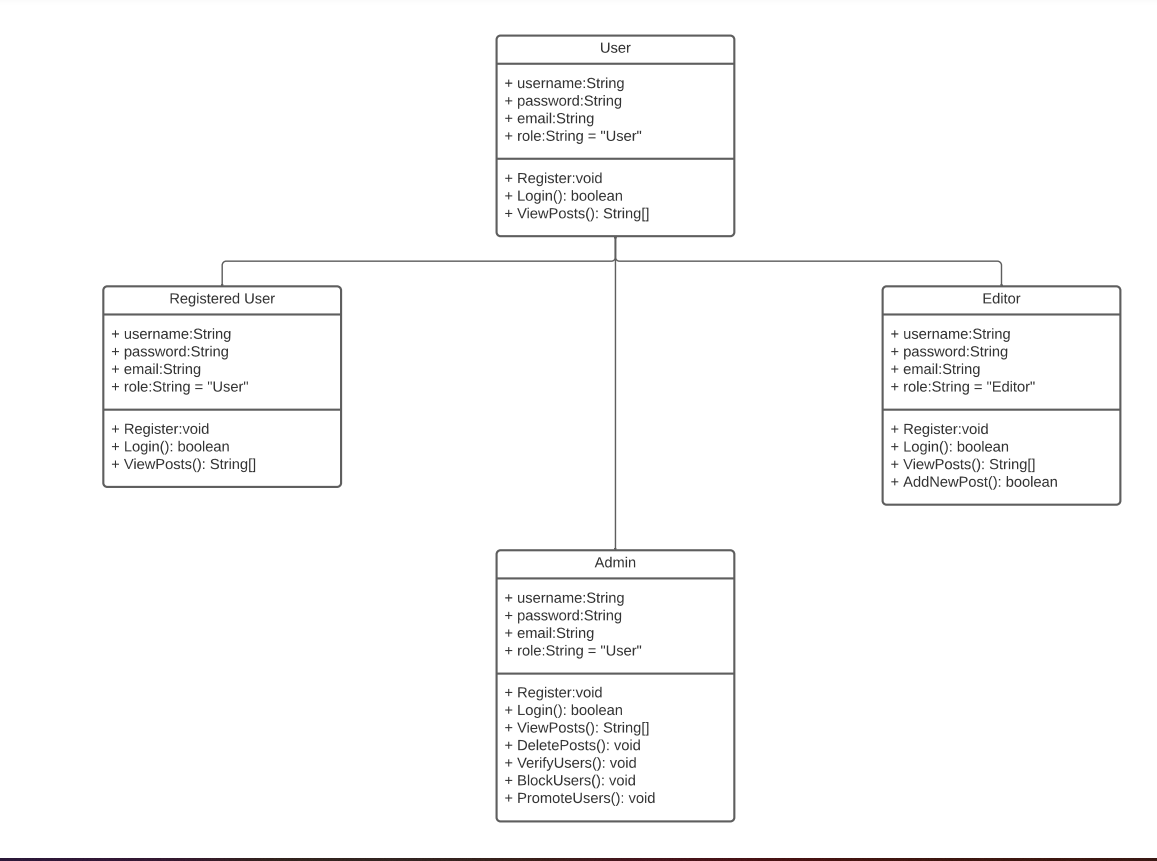 User
+ username:String
+ password:String
+ email:String
+ role:String = "User"
+ Register:void
+ Login(): boolean
+ ViewPosts(): String[]
Registered User
+ username:String
+ password:String
+ email:String
+ role:String = "User"
+ Register:void
+ Login(): boolean
+ ViewPosts(): String[]
Editor
+ username:String
+ password:String
+ email:String
+ role:String = "Editor"
+ Register:void
+ Login(): boolean
+ ViewPosts(): String[]
+ AddNewPost(): boolean
Admin
+ username:String
+ password:String
+ email:String
+ role:String = "User"
+ Register:void
+ Login(): boolean
+ ViewPosts(): String[]
+ DeletePosts(): void
+ VerifyUsers(): void
+ BlockUsers(): void
+ PromoteUsers(): void